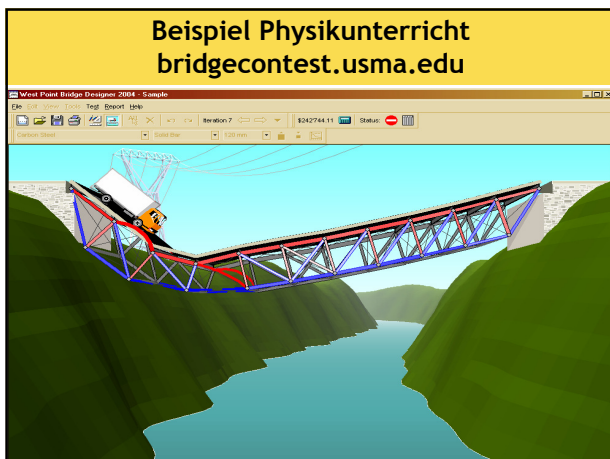 Beispiel Physikunterricht
bridgecontest.usma.edu
West Point Bridge Designer 2004 - Sample
File Edit View Tools Test Report Help
Iteration 7 $242744.11 Status:
Carbon Steel Solid Bar 120 mm